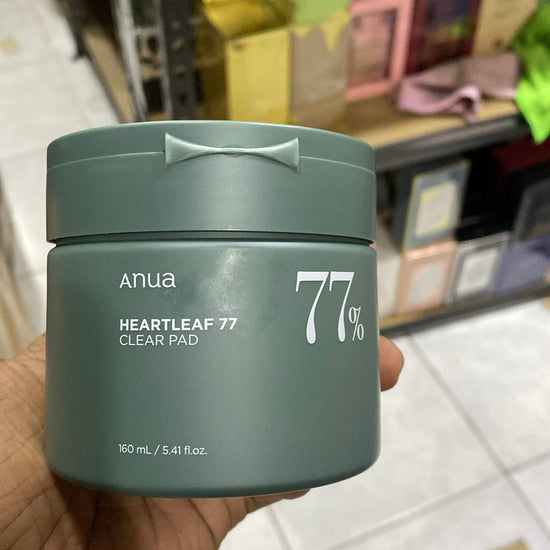 Anua
77%
HEARTLEAF 77
CLEAR PAD
160 mL / 5.41 fl.oz.